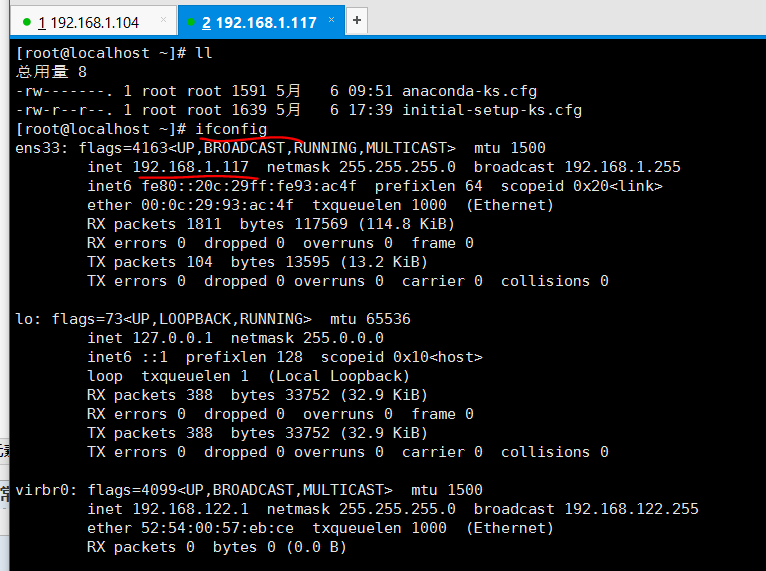 1 192.168.1.104 × 2 192.168.1.117 × +
[root@localhost ~]# ll
总用量 8
-rw-------. 1 root root 1591 5月   6 09:51 anaconda-ks.cfg
-rw-r--r--. 1 root root 1639 5月   6 17:39 initial-setup-ks.cfg
[root@localhost ~]# ifconfig
ens33: flags=4163<UP,BROADCAST,RUNNING,MULTICAST>  mtu 1500
        inet 192.168.1.117  netmask 255.255.255.0  broadcast 192.168.1.255
        inet6 fe80::20c:29ff:fe93:ac4f  prefixlen 64  scopeid 0x20<link>
        ether 00:0c:29:93:ac:4f  txqueuelen 1000  (Ethernet)
        RX packets 1811  bytes 117569 (114.8 KiB)
        RX errors 0  dropped 0  overruns 0  frame 0
        TX packets 104  bytes 13595 (13.2 KiB)
        TX errors 0  dropped 0 overruns 0  carrier 0  collisions 0

lo: flags=73<UP,LOOPBACK,RUNNING>  mtu 65536
        inet 127.0.0.1  netmask 255.0.0.0
        inet6 ::1  prefixlen 128  scopeid 0x10<host>
        loop  txqueuelen 1  (Local Loopback)
        RX packets 388  bytes 33752 (32.9 KiB)
        RX errors 0  dropped 0  overruns 0  frame 0
        TX packets 388  bytes 33752 (32.9 KiB)
        TX errors 0  dropped 0 overruns 0  carrier 0  collisions 0

virbr0: flags=4099<UP,BROADCAST,MULTICAST>  mtu 1500
        inet 192.168.122.1  netmask 255.255.255.0  broadcast 192.168.122.255
        ether 52:54:00:57:eb:ce  txqueuelen 1000  (Ethernet)
        RX packets 0  bytes 0 (0.0 B)